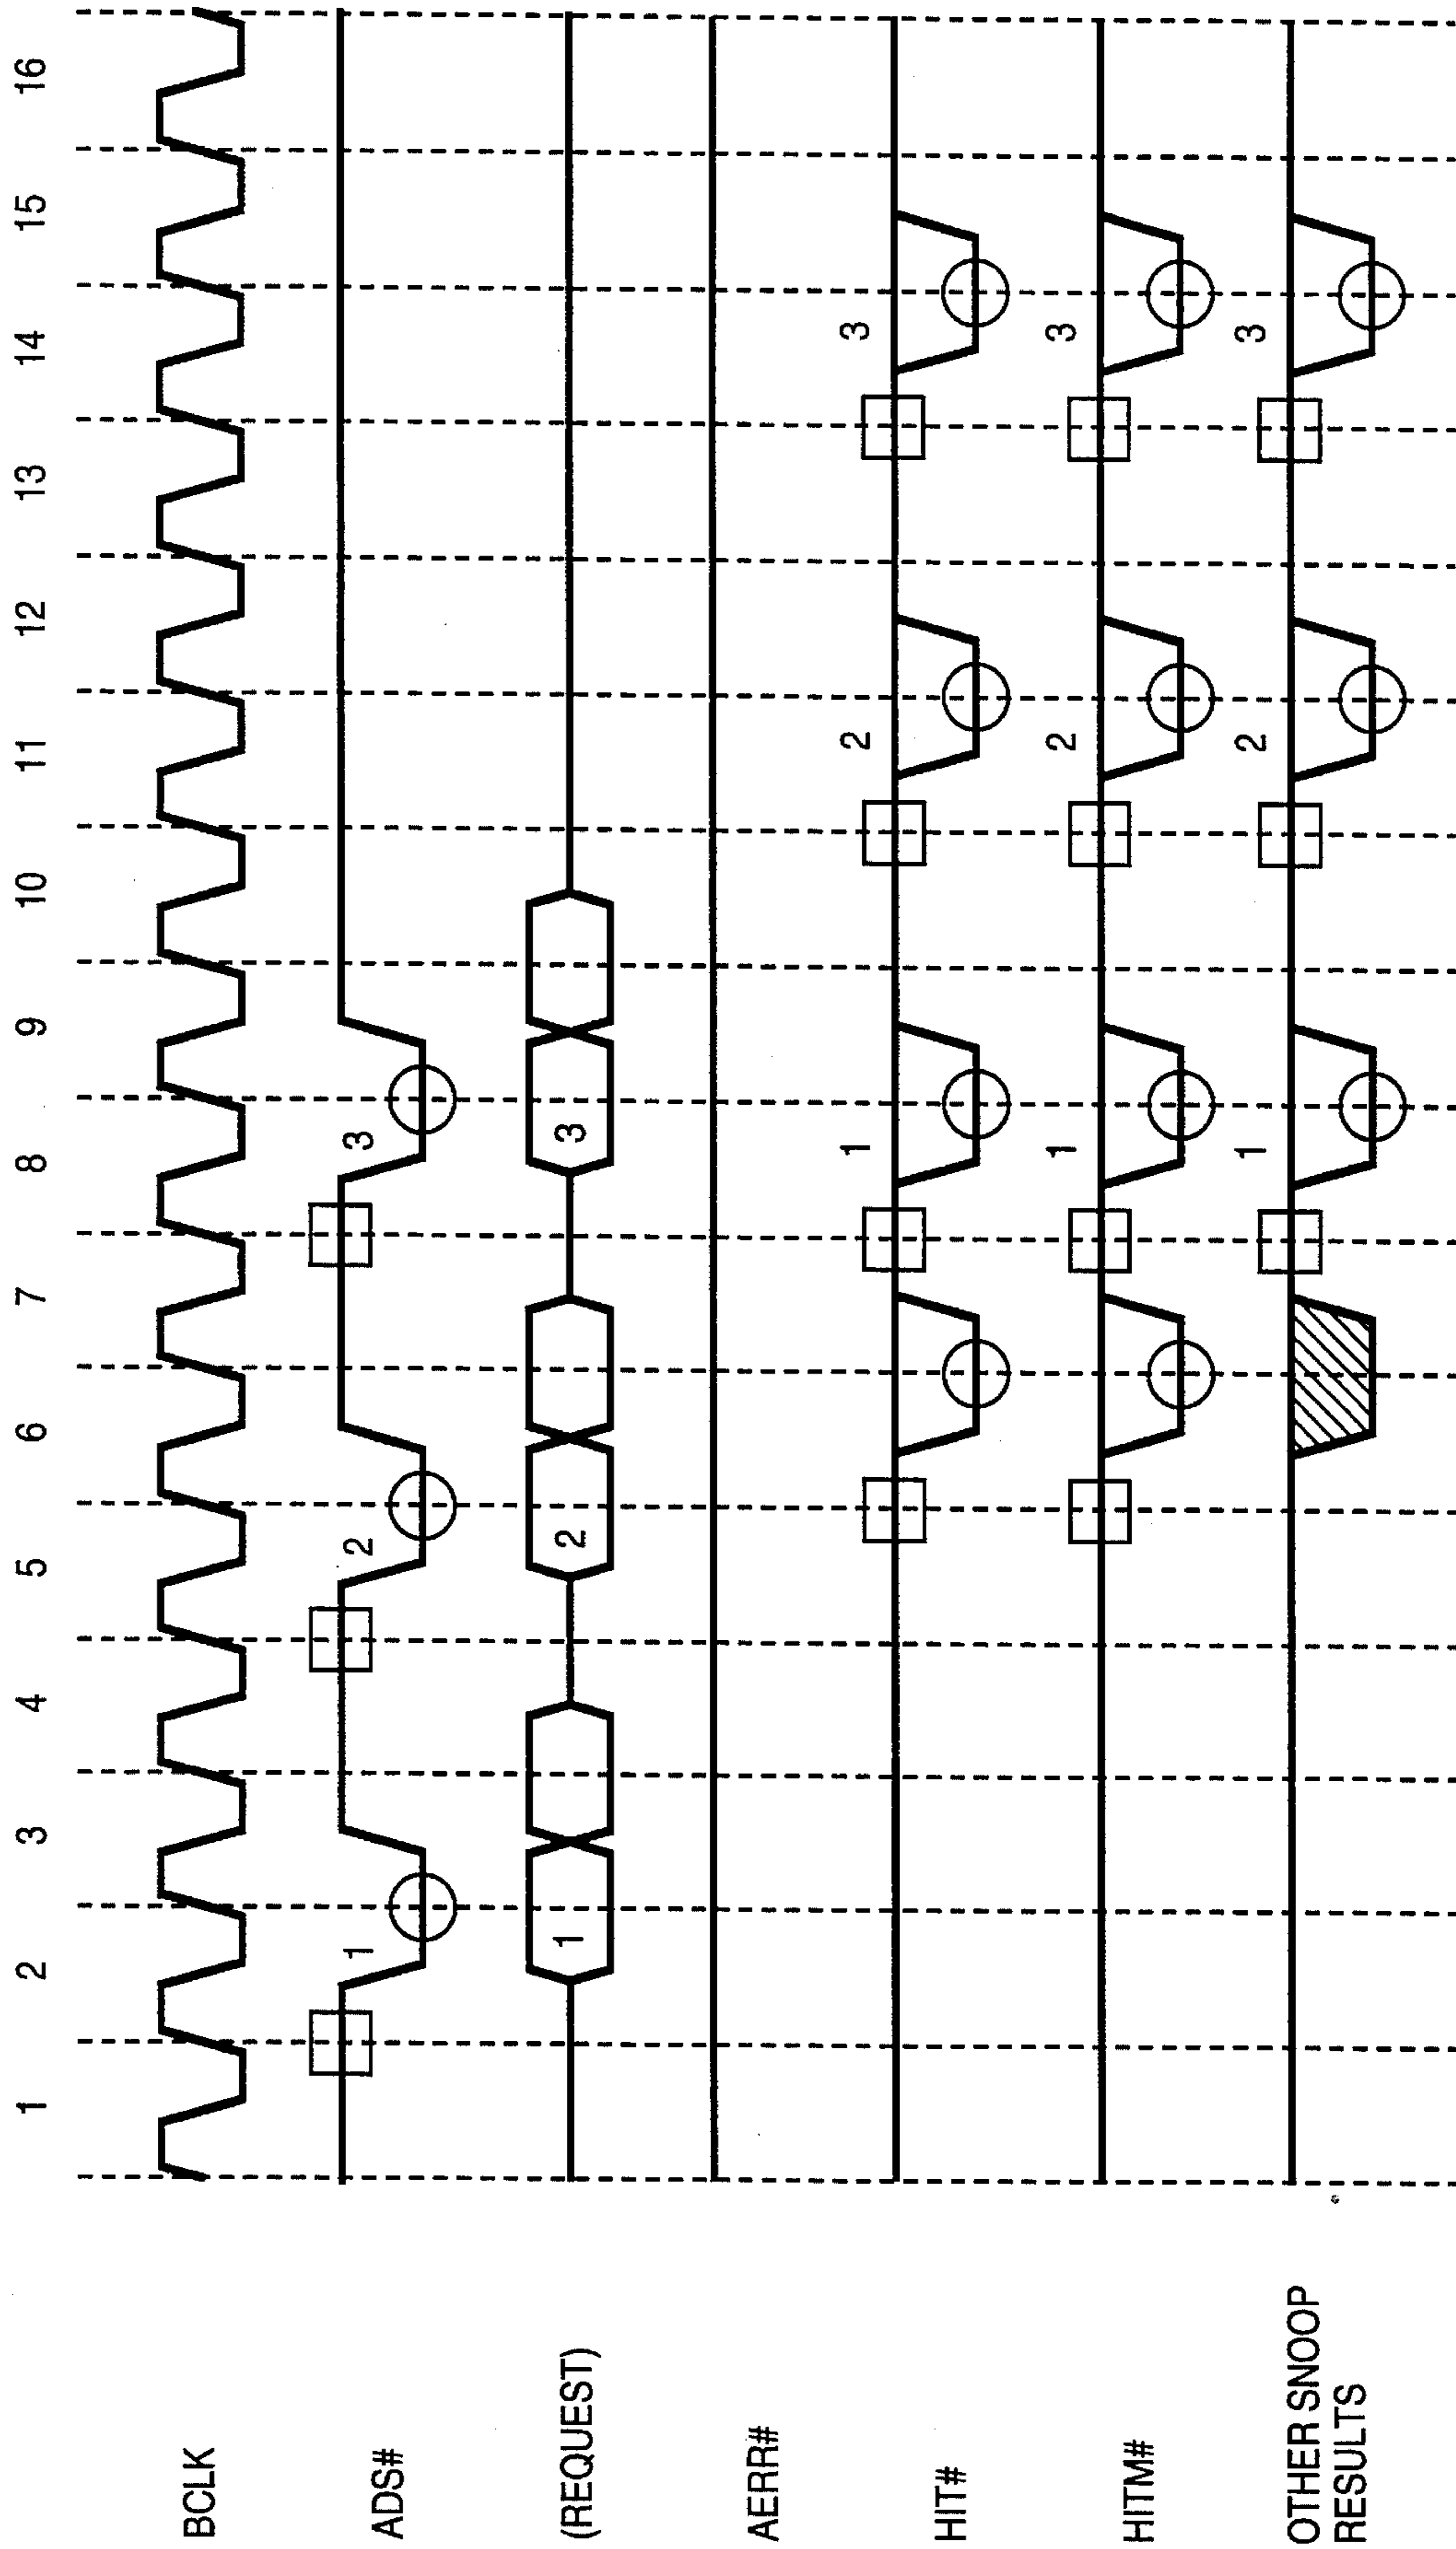 1 2 3 4 5 6 7 8 9 10 11 12 13 14 15 16
BCLK
ADS# 1 2 3
(REQUEST) 1 2 3
AERR#
HIT# 1 2 3
HITM# 1 2 3
OTHER SNOOP 1 2 3
RESULTS